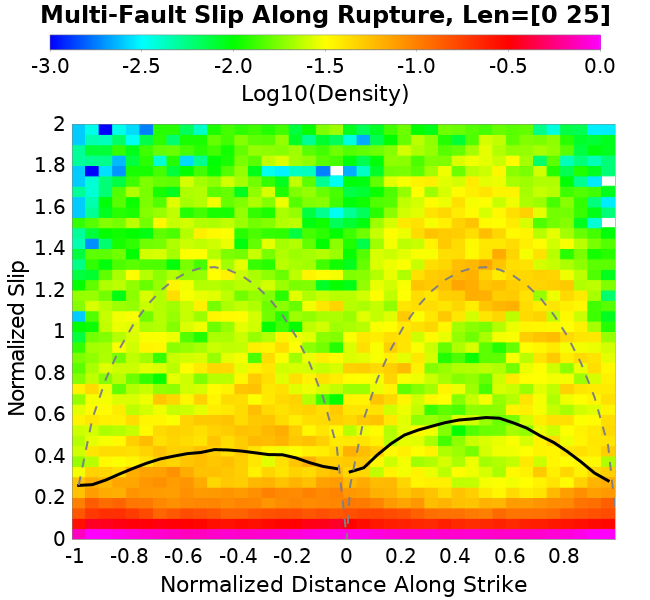 Multi-Fault Slip Along Rupture, Len=[0 25]
-3.0 -2.5 -2.0 -1.5 -1.0 -0.5 0.0
Log10(Density)
2
1.8
1.6
1.4
1.2
1
0.8
0.6
0.4
0.2
0
Normalized Slip
-1 -0.8 -0.6 -0.4 -0.2 0 0.2 0.4 0.6 0.8
Normalized Distance Along Strike